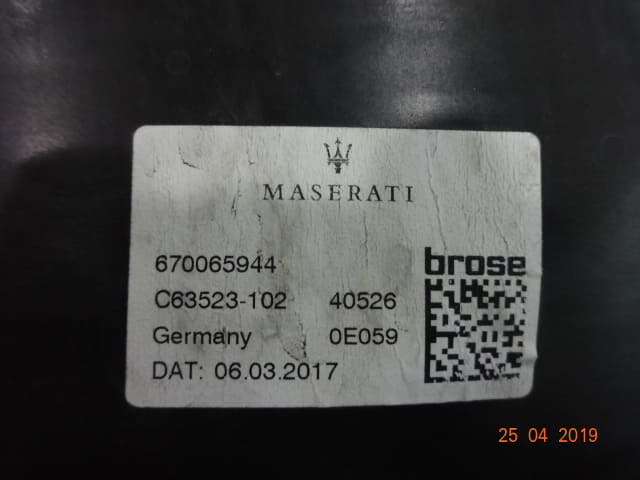 MASERATI
670065944
brose
C63523-102 40526
Germany 0E059
DAT: 06.03.2017
25 04 2019